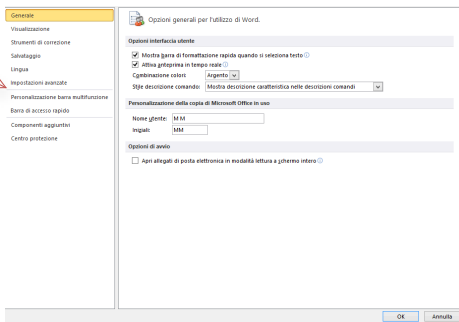 Generale
Visualizzazione
Strumenti di correzione
Salvataggio
Lingua
Impostazioni avanzate
Personalizzazione barra multifunzione
Barra di accesso rapido
Componenti aggiuntivi
Centro protezione
Opzioni generali per l'utilizzo di Word.
Opzioni interfaccia utente
Mostra barra di formattazione rapida quando si seleziona testo
Attiva anteprima in tempo reale
Combinazione colori: Argento
Stile descrizione comando: Mostra descrizione caratteristica nelle descrizioni comandi
Personalizzazione della copia di Microsoft Office in uso
Nome utente: M M
Iniziali: MM
Opzioni di avvio
Apri allegati di posta elettronica in modalità lettura a schermo intero
OK Annulla